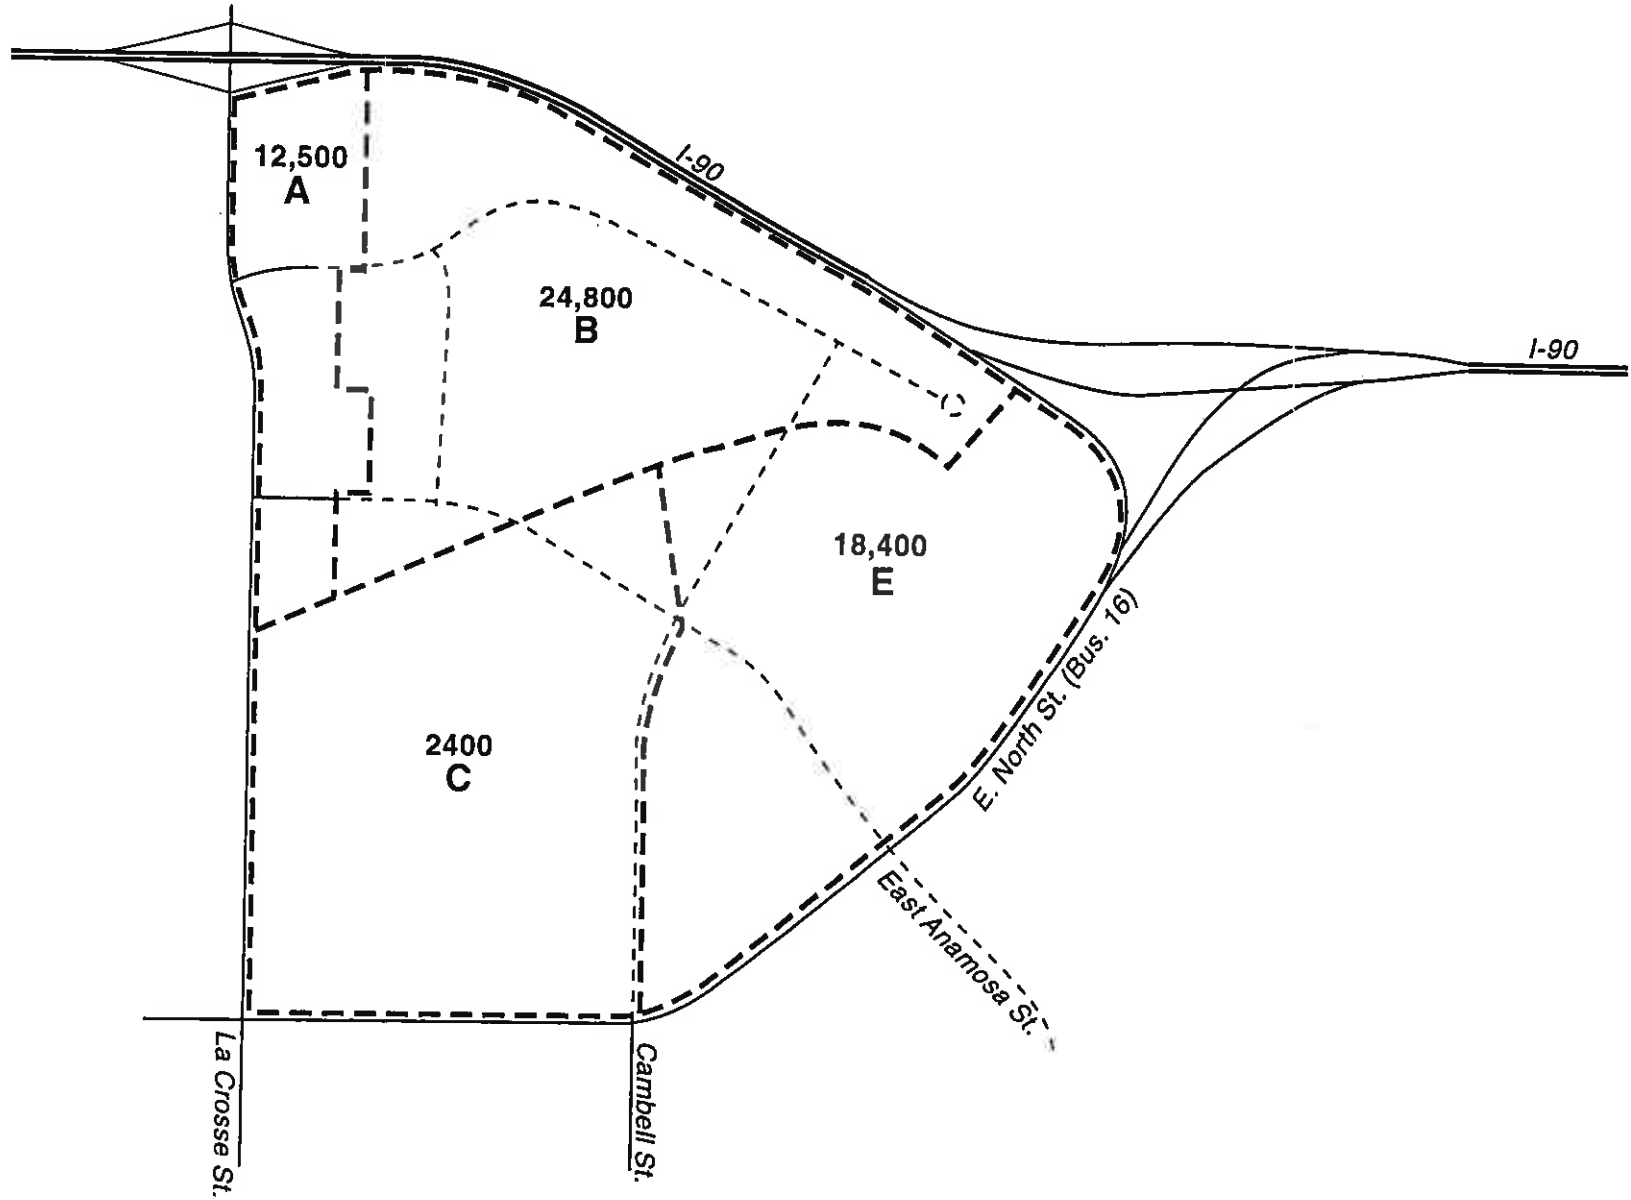 12,500
A
I-90
24,800
B
I-90
18,400
E
E. North St. (Bus. 16)
2400
C
East Anamosa St.
La Crosse St.
Cambell St.